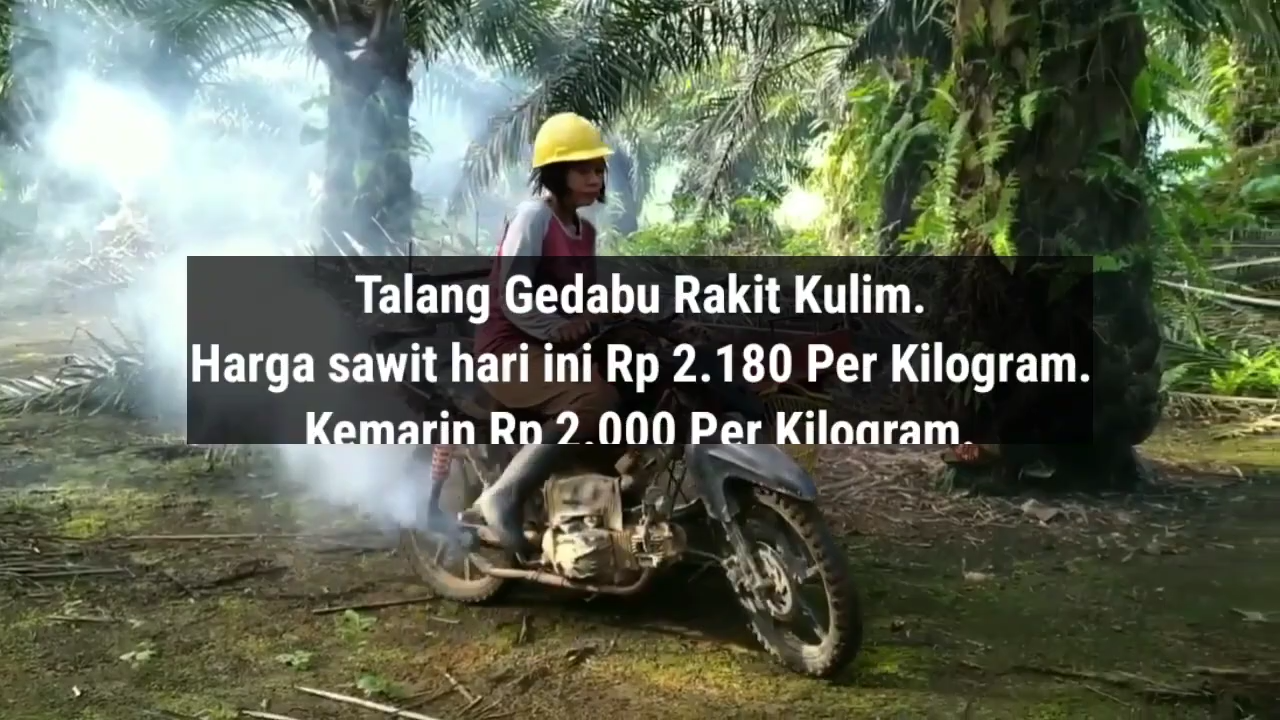 Talang Gedabu Rakit Kulim.
Harga sawit hari ini Rp 2.180 Per Kilogram.
Kemarin Rp 2.000 Per Kilogram.